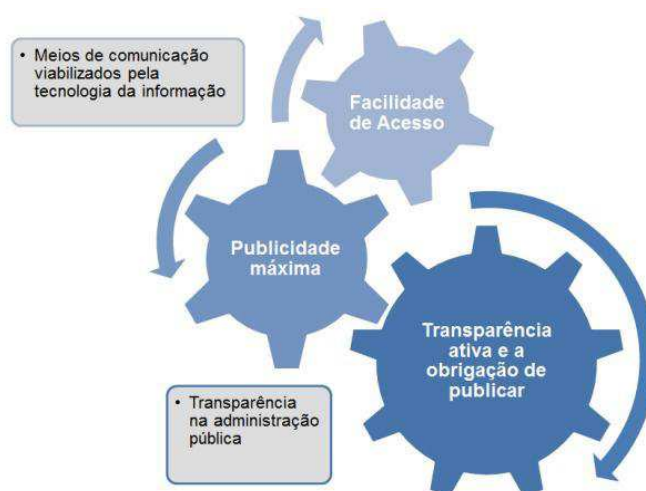 • Meios de comunicação
viabilizados pela
tecnologia da informação
Facilidade
de Acesso
Publicidade
máxima
Transparência
ativa e a
obrigação de
publicar
• Transparência
na administração
pública